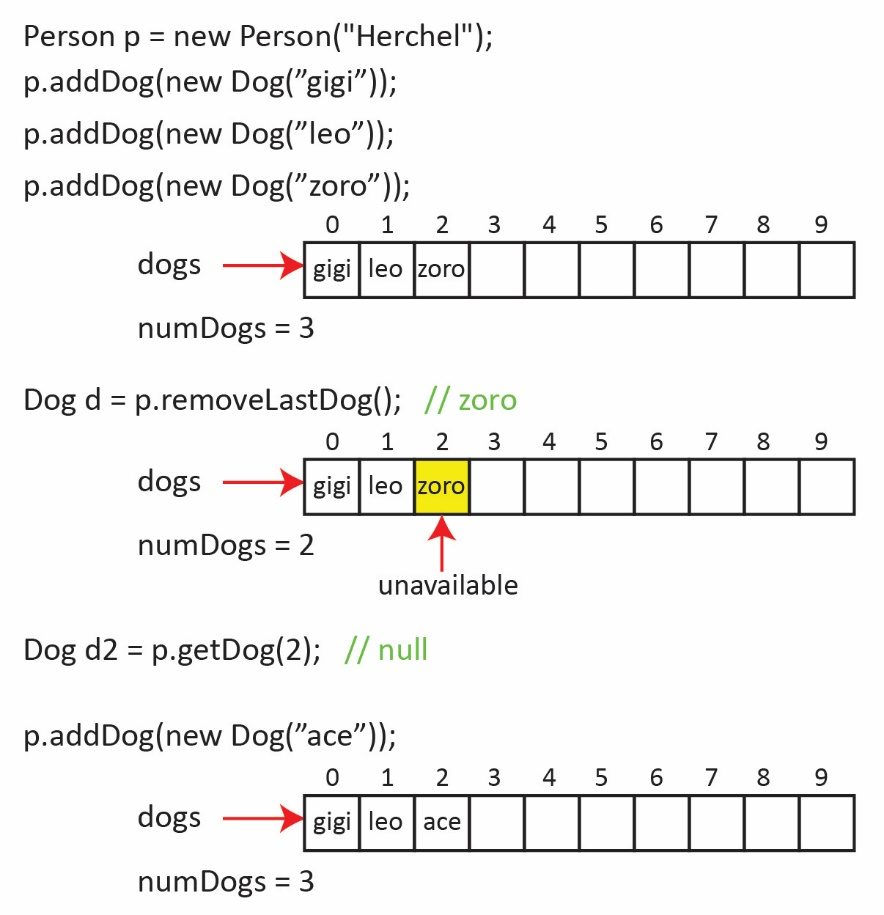 Person p = new Person("Herchel");
p.addDog(new Dog(”gigi”));
p.addDog(new Dog(”leo”));
p.addDog(new Dog(”zoro”));
0 1 2 3 4 5 6 7 8 9
dogs gigi leo zoro
numDogs = 3
Dog d = p.removeLastDog(); // zoro
0 1 2 3 4 5 6 7 8 9
dogs gigi leo zoro
numDogs = 2
unavailable
Dog d2 = p.getDog(2); // null
p.addDog(new Dog(”ace”));
0 1 2 3 4 5 6 7 8 9
dogs gigi leo ace
numDogs = 3